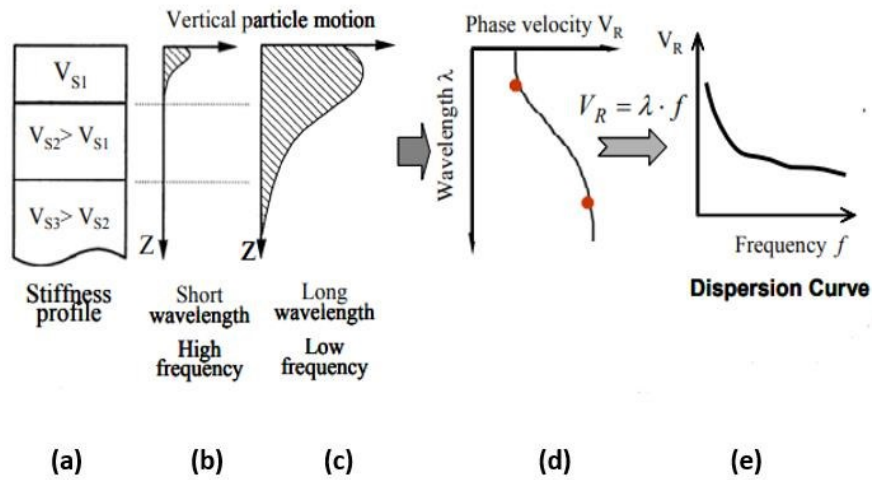 Vertical particle motion
Phase velocity V_R
V_R
V_S1
V_S2> V_S1
V_S3> V_S2
Z
Z
Wavelength λ
V_R = λ · f
Frequency f
Dispersion Curve
Stiffness
profile
Short
wavelength
High
frequency
Long
wavelength
Low
frequency
(a)
(b)
(c)
(d)
(e)